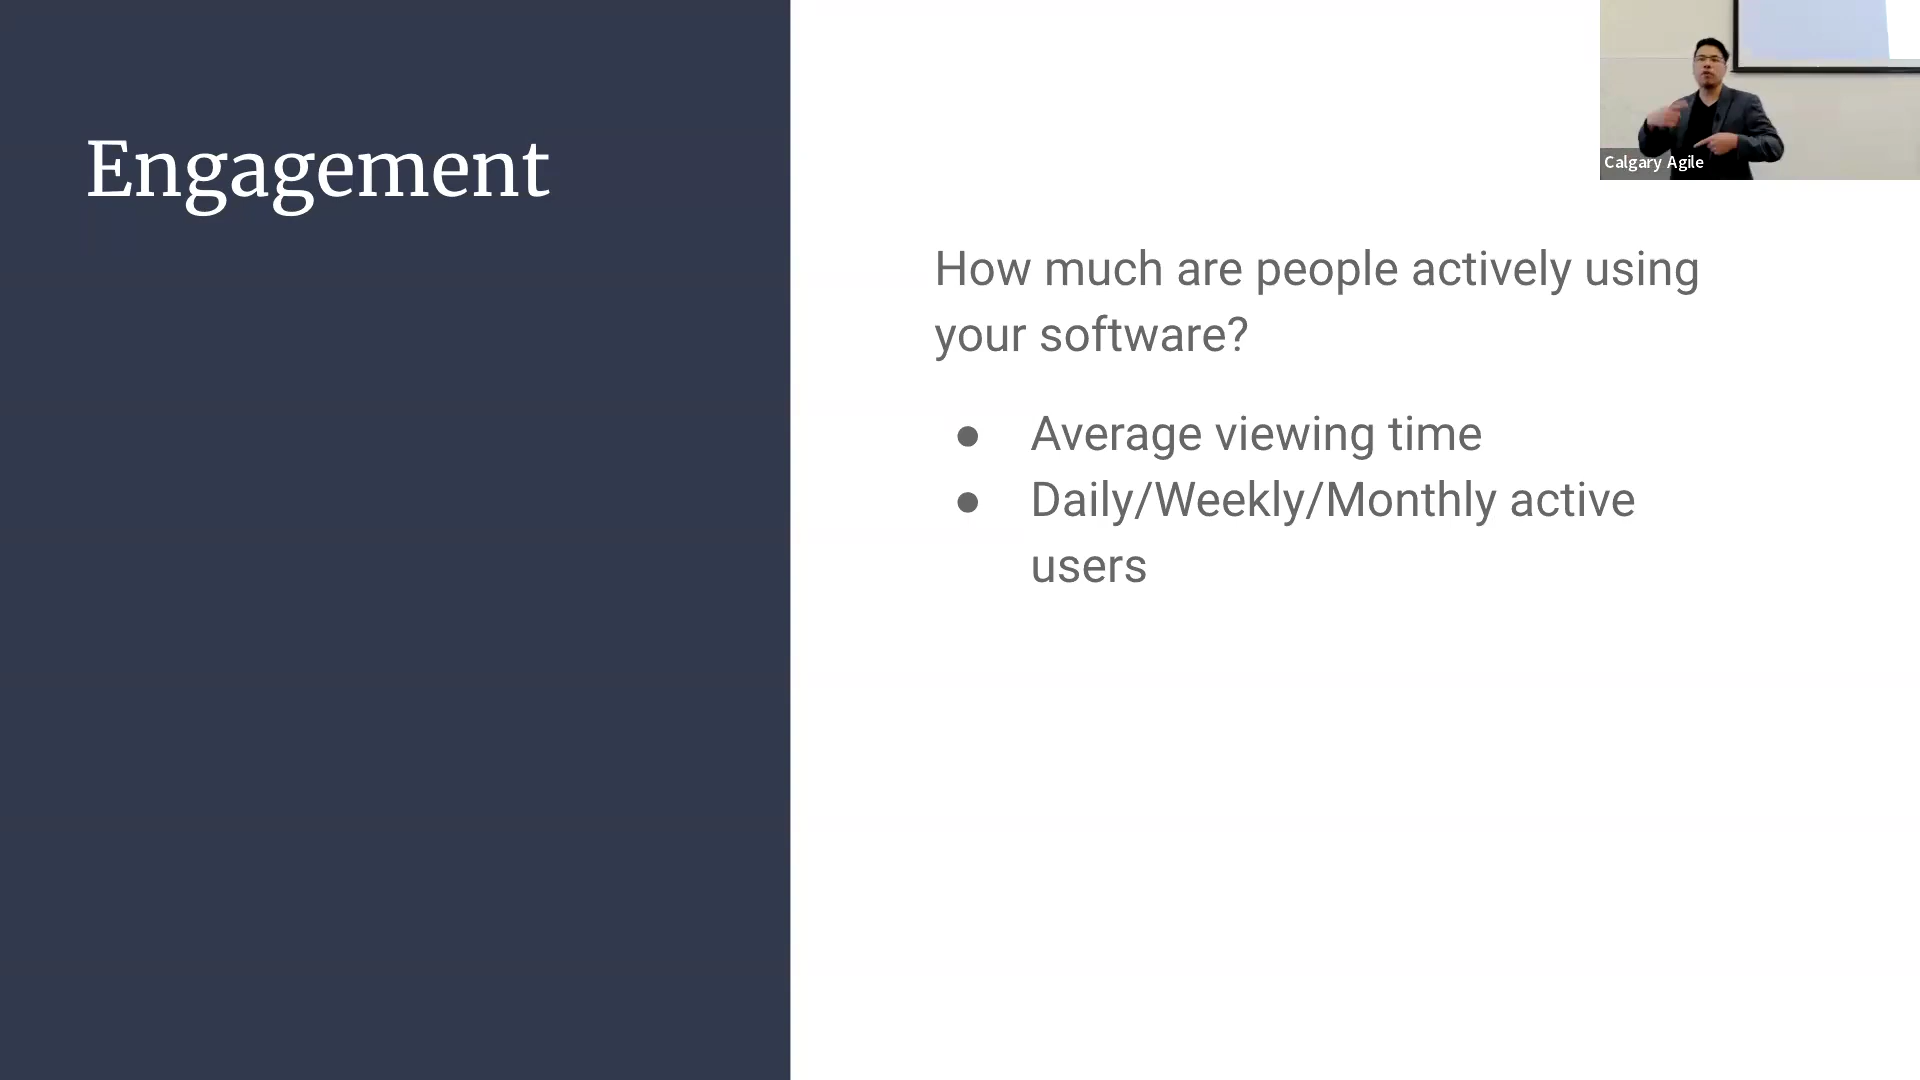 Engagement
Calgary Agile
How much are people actively using
your software?
● Average viewing time
● Daily/Weekly/Monthly active
users